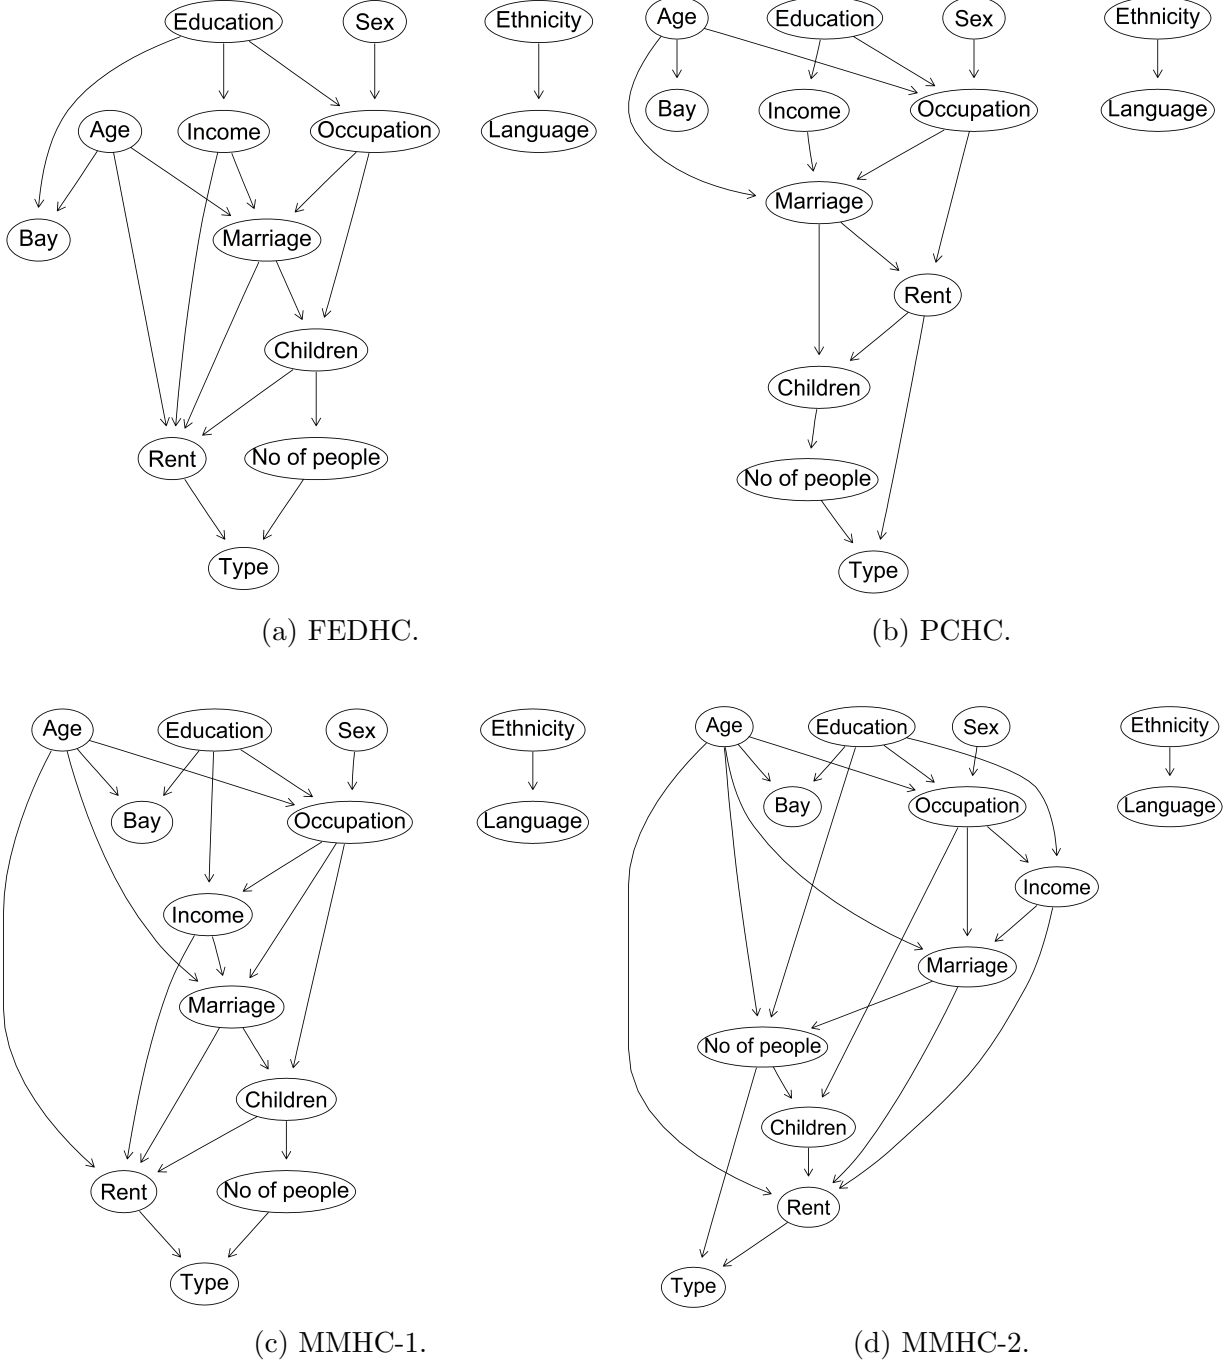 Education Sex Ethnicity
Age Income Occupation Language
Bay Marriage
Children
Rent No of people
Type
(a) FEDHC.
Age Education Sex Ethnicity
Bay Income Occupation Language
Marriage
Rent
Children
No of people
Type
(b) PCHC.
Age Education Sex Ethnicity
Bay Occupation Language
Income
Marriage
Children
Rent No of people
Type
(c) MMHC-1.
Age Education Sex Ethnicity
Bay Occupation Language
Income
Marriage
No of people
Children
Rent
Type
(d) MMHC-2.